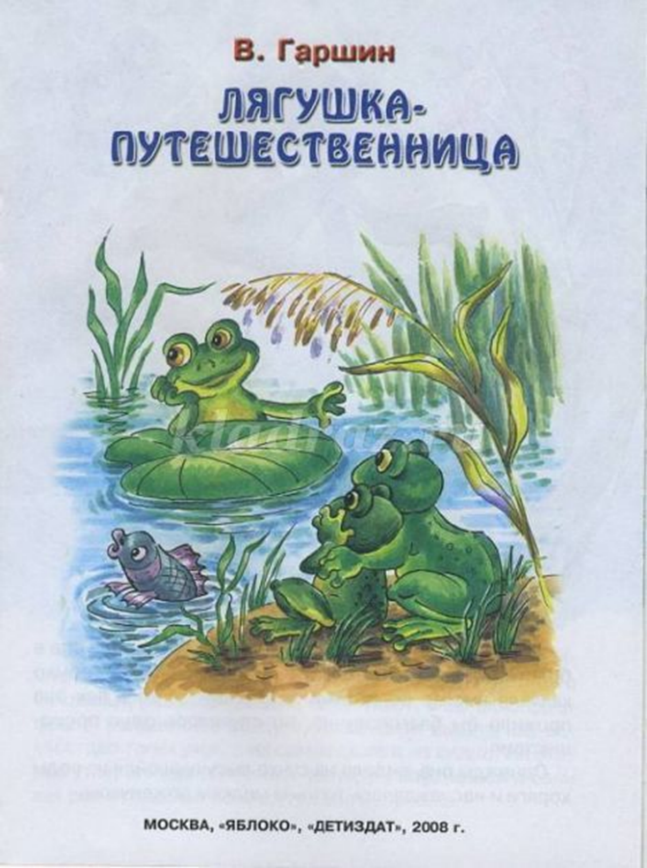 В. Гаршин
ЛЯГУШКА-
ПУТЕШЕСТВЕННИЦА
МОСКВА, «ЯБЛОКО», «ДЕТИЗДАТ», 2008 г.